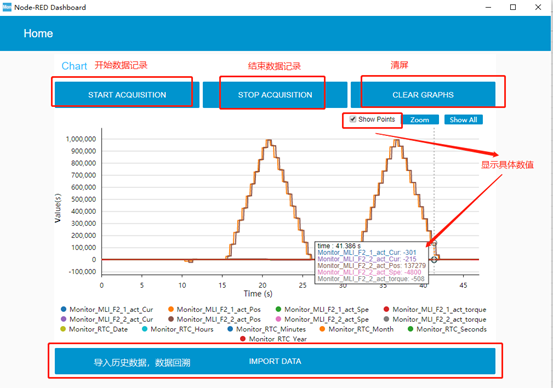 Node-RED Dashboard
Home
Chart 开始数据记录 结束数据记录 清屏
START ACQUISITION STOP ACQUISITION CLEAR GRAPHS
Show Points Zoom Show All
显示具体数值
Value(s)
1,000,000
900,000
800,000
700,000
600,000
500,000
400,000
300,000
200,000
100,000
0
-100,000
time : 41.386 s
Monitor_MLI_F2_1_act_Cur: -301
Monitor_MLI_F2_2_act_Cur: -215
Monitor_MLI_F2_2_act_Pos: 137279
Monitor_MLI_F2_2_act_Spe: -4800
Monitor_MLI_F2_2_act_torque: -508
0 5 10 15 20 25 30 35 40 45
Time (s)
Monitor_MLI_F2_1_act_Cur Monitor_MLI_F2_1_act_Pos Monitor_MLI_F2_1_act_Spe Monitor_MLI_F2_1_act_torque
Monitor_MLI_F2_2_act_Cur Monitor_MLI_F2_2_act_Pos Monitor_MLI_F2_2_act_Spe Monitor_MLI_F2_2_act_torque
Monitor_RTC_Date Monitor_RTC_Hours Monitor_RTC_Minutes Monitor_RTC_Month Monitor_RTC_Seconds
Monitor_RTC_Year
导入历史数据，数据回溯 IMPORT DATA